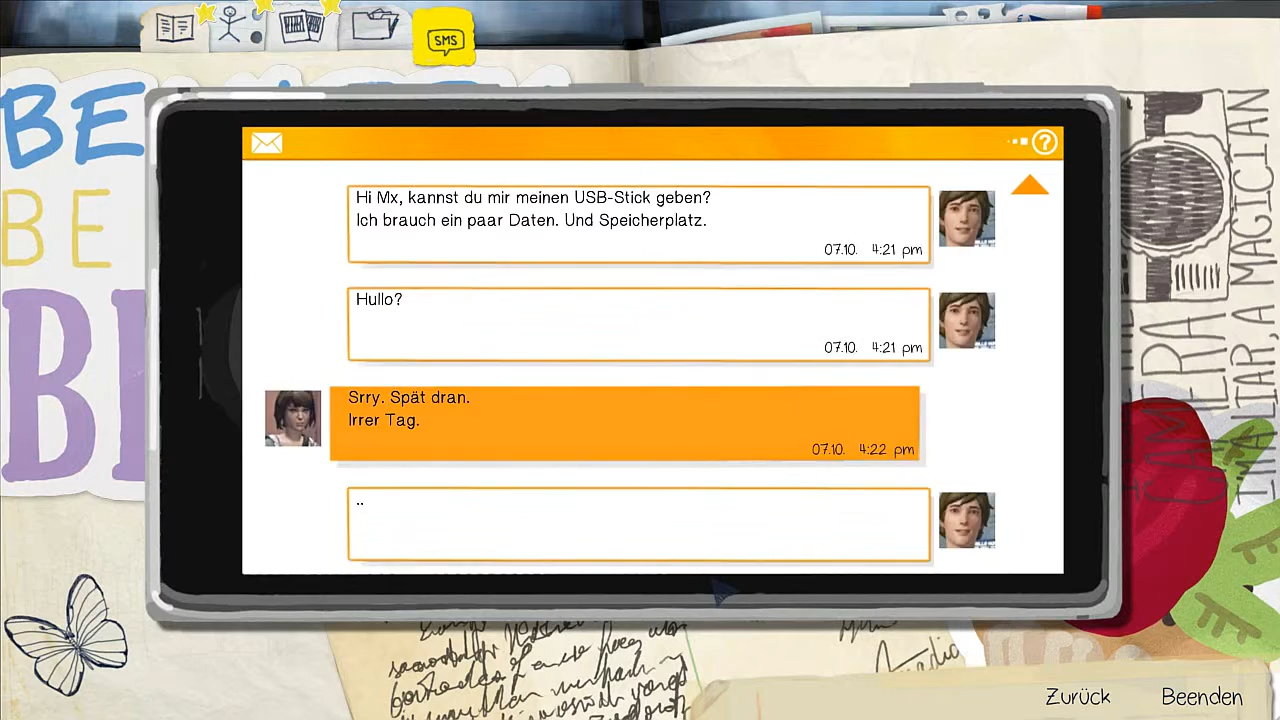 SMS
BE
BE
Hi Mx, kannst du mir meinen USB-Stick geben?
Ich brauch ein paar Daten. Und Speicherplatz.
07.10. 4:21 pm
Hullo?
07.10. 4:21 pm
Srry. Spät dran.
Irrer Tag.
07.10. 4:22 pm
..
I'M A LIAR, A MAGICIAN
Zurück
Beenden